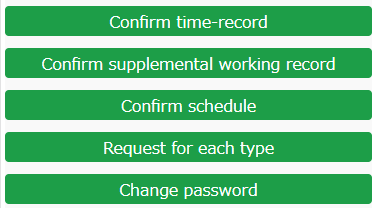 Confirm time-record
Confirm supplemental working record
Confirm schedule
Request for each type
Change password